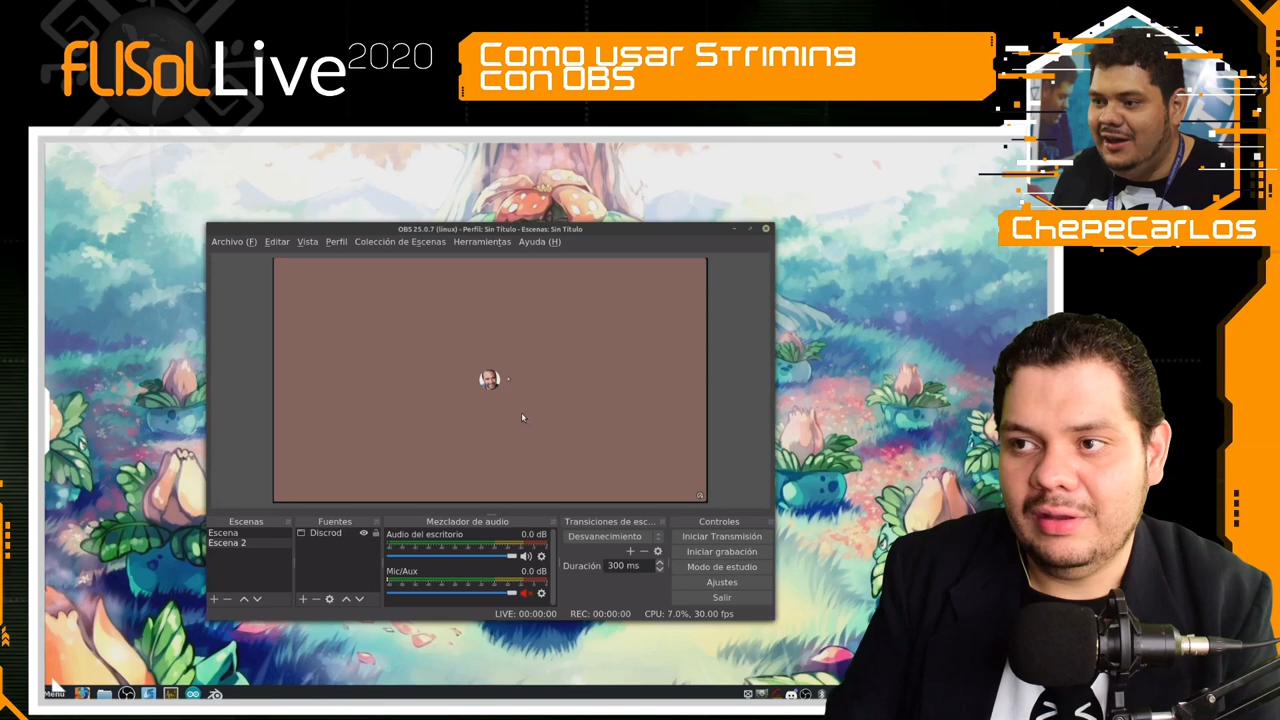 FLISoL Live 2020
Como usar Striming
con OBS
ChepeCarlos
OBS 25.0.7 (linux) - Perfil: Sin Título - Escenas: Sin Título
Archivo (F) Editar Vista Perfil Colección de Escenas Herramientas Ayuda (H)
Escenas
Escena
Escena 2
Fuentes
Discrod
Mezclador de audio
Audio del escritorio 0.0 dB
Mic/Aux 0.0 dB
Transiciones de esc...
Desvanecimiento
Duración 300 ms
Controles
Iniciar Transmisión
Iniciar grabación
Modo de estudio
Ajustes
Salir
LIVE: 00:00:00 REC: 00:00:00 CPU: 7.0%, 30.00 fps
Menu